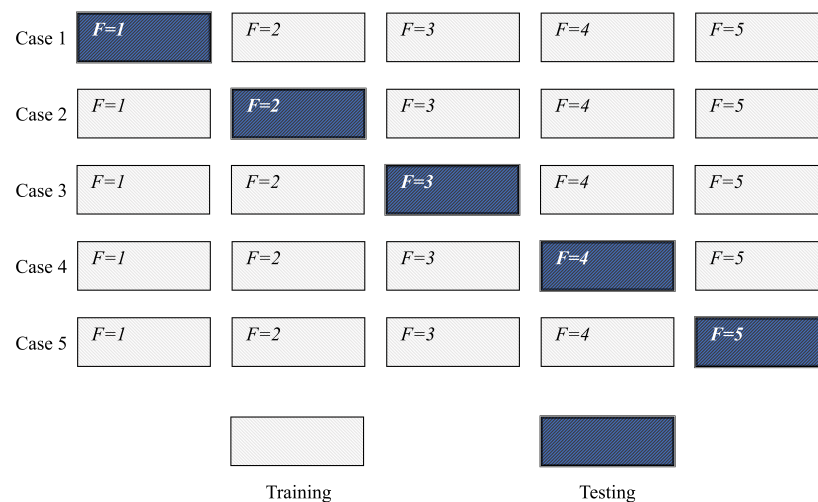 Case 1 F=1 F=2 F=3 F=4 F=5
Case 2 F=1 F=2 F=3 F=4 F=5
Case 3 F=1 F=2 F=3 F=4 F=5
Case 4 F=1 F=2 F=3 F=4 F=5
Case 5 F=1 F=2 F=3 F=4 F=5
Training Testing